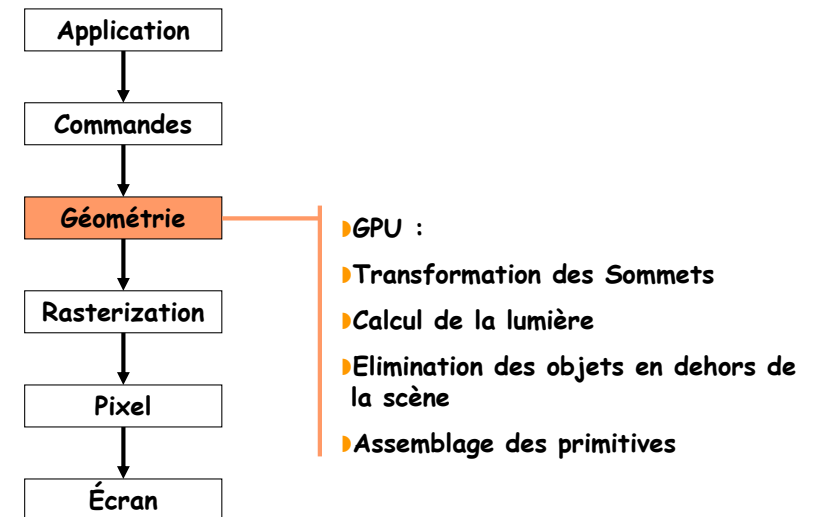 Application
Commandes
Géométrie
Rasterization
Pixel
Écran
GPU :
Transformation des Sommets
Calcul de la lumière
Elimination des objets en dehors de
la scène
Assemblage des primitives